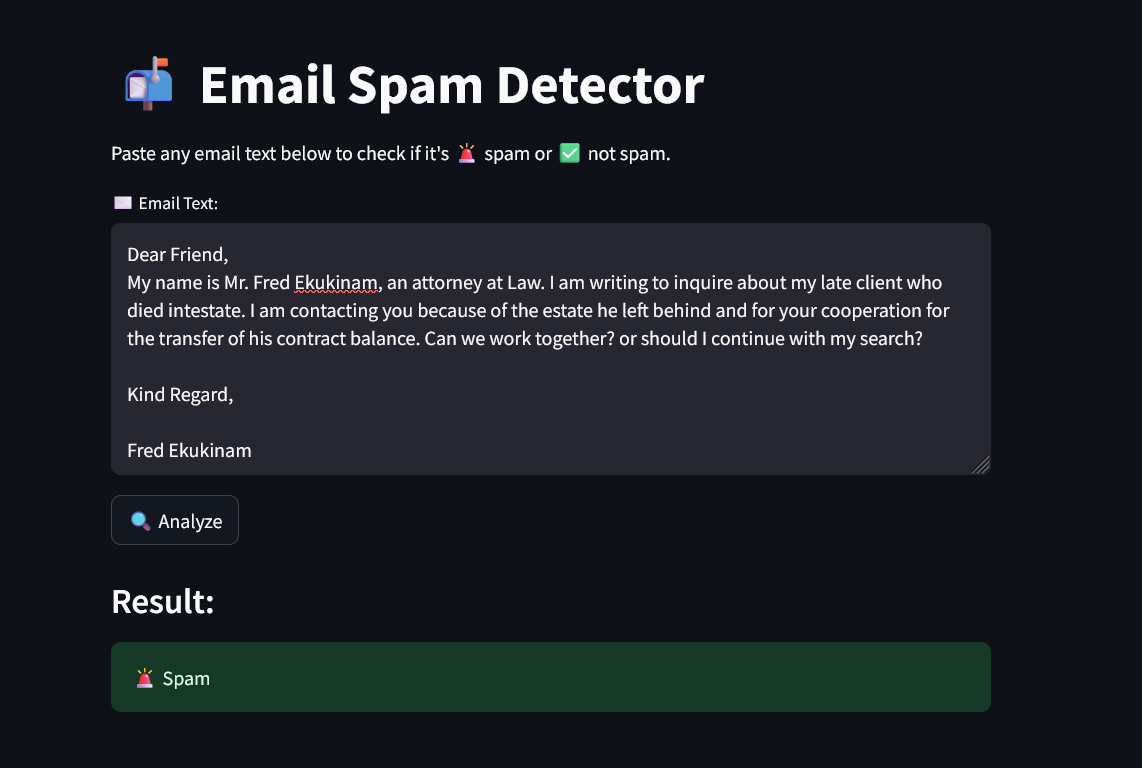 Email Spam Detector
Paste any email text below to check if it's 🚨 spam or ✅ not spam.
Email Text:
Dear Friend,
My name is Mr. Fred Ekukinam, an attorney at Law. I am writing to inquire about my late client who
died intestate. I am contacting you because of the estate he left behind and for your cooperation for
the transfer of his contract balance. Can we work together? or should I continue with my search?
Kind Regard,
Fred Ekukinam
Analyze
Result:
Spam